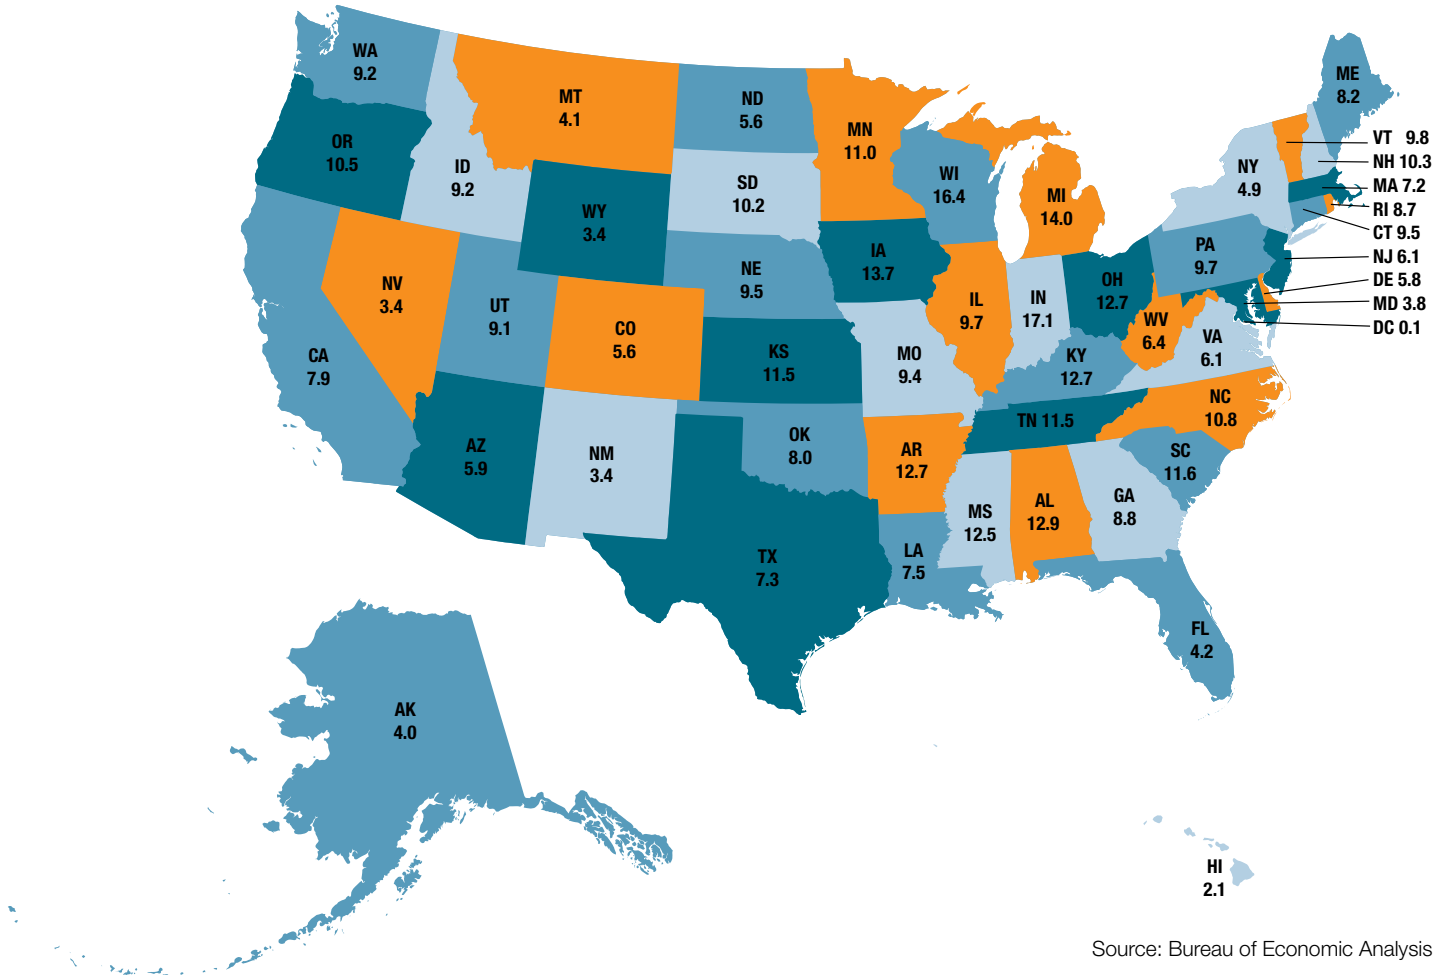 WA
9.2
MT
4.1
ND
5.6
MN
11.0
ME
8.2
VT 9.8
NH 10.3
MA 7.2
RI 8.7
CT 9.5
NJ 6.1
DE 5.8
MD 3.8
DC 0.1
OR
10.5
ID
9.2
WY
3.4
SD
10.2
WI
16.4
MI
14.0
NY
4.9
NV
3.4
UT
9.1
CO
5.6
NE
9.5
IA
13.7
IL
9.7
IN
17.1
OH
12.7
PA
9.7
WV
6.4
VA
6.1
CA
7.9
KS
11.5
MO
9.4
KY
12.7
NC
10.8
TN 11.5
AZ
5.9
NM
3.4
OK
8.0
AR
12.7
SC
11.6
MS
12.5
AL
12.9
GA
8.8
TX
7.3
LA
7.5
FL
4.2
AK
4.0
HI
2.1
Source: Bureau of Economic Analysis